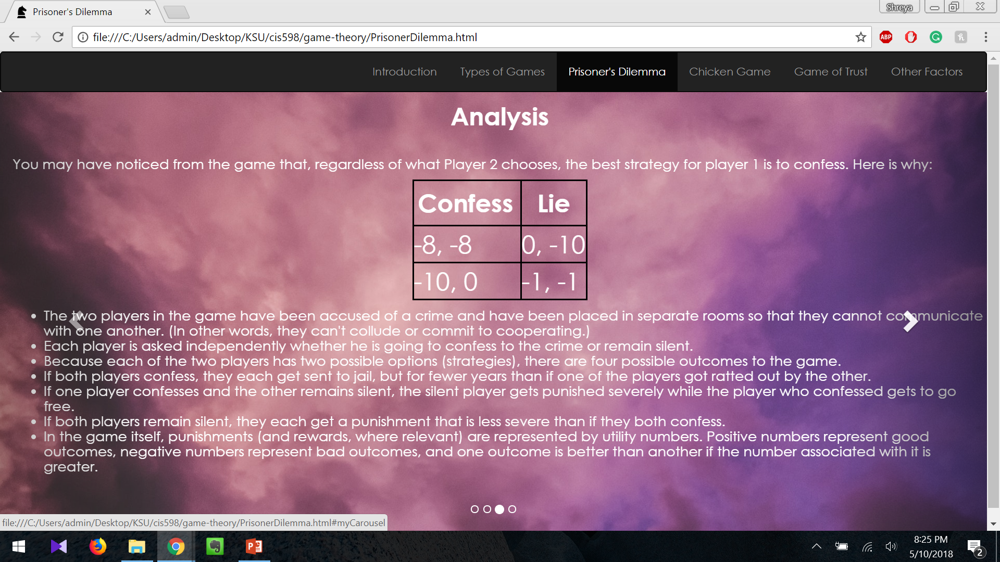 Prisoner's Dilemma
Shreya
file:///C:/Users/admin/Desktop/KSU/cis598/game-theory/PrisonerDilemma.html
ABP
Introduction
Types of Games
Prisoner's Dilemma
Chicken Game
Game of Trust
Other Factors
Analysis
You may have noticed from the game that, regardless of what Player 2 chooses, the best strategy for player 1 is to confess. Here is why:
Confess Lie
-8, -8 0, -10
-10, 0 -1, -1
• The two players in the game have been accused of a crime and have been placed in separate rooms so that they cannot communicate
with one another. (In other words, they can't collude or commit to cooperating.)
• Each player is asked independently whether he is going to confess to the crime or remain silent.
• Because each of the two players has two possible options (strategies), there are four possible outcomes to the game.
• If both players confess, they each get sent to jail, but for fewer years than if one of the players got ratted out by the other.
• If one player confesses and the other remains silent, the silent player gets punished severely while the player who confessed gets to go
free.
• If both players remain silent, they each get a punishment that is less severe than if they both confess.
• In the game itself, punishments (and rewards, where relevant) are represented by utility numbers. Positive numbers represent good
outcomes, negative numbers represent bad outcomes, and one outcome is better than another if the number associated with it is
greater.
file:///C:/Users/admin/Desktop/KSU/cis598/game-theory/PrisonerDilemma.html#myCarousel
8:25 PM
5/10/2018
2